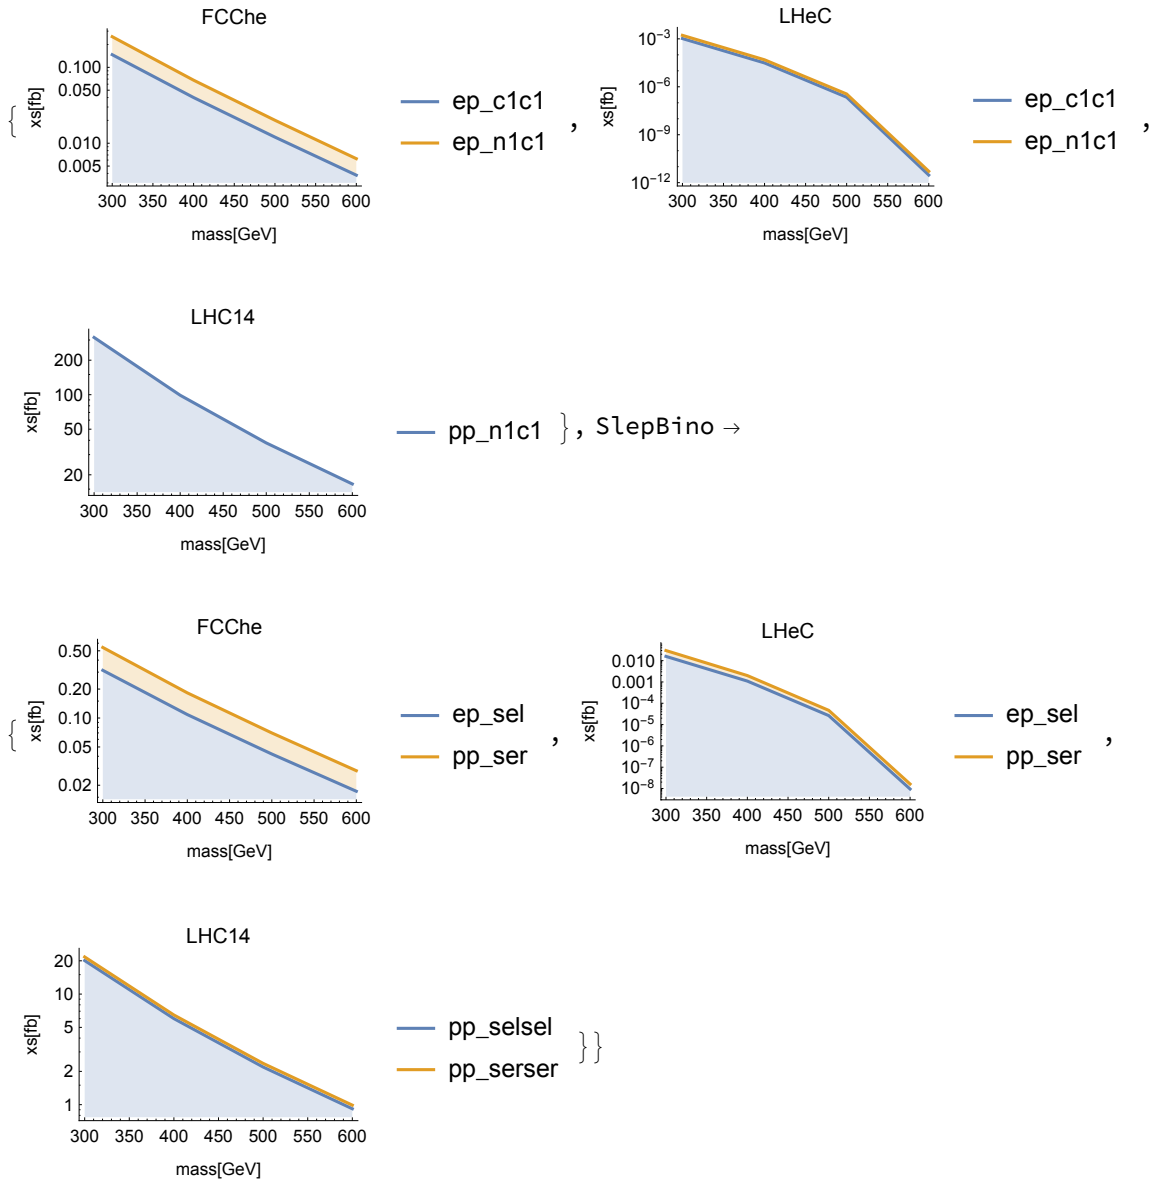 FCChe
LHeC
{ xs[fb]
0.100
0.050
0.010
0.005
300 350 400 450 500 550 600
mass[GeV]
ep_c1c1
ep_n1c1
,
xs[fb]
10⁻³
10⁻⁶
10⁻⁹
10⁻¹²
300 350 400 450 500 550 600
mass[GeV]
ep_c1c1
ep_n1c1
,
LHC14
xs[fb]
200
100
50
20
300 350 400 450 500 550 600
mass[GeV]
pp_n1c1 }, SlepBino →
FCChe
LHeC
{ xs[fb]
0.50
0.20
0.10
0.05
0.02
300 350 400 450 500 550 600
mass[GeV]
ep_sel
pp_ser
,
xs[fb]
0.010
0.001
10⁻⁴
10⁻⁵
10⁻⁶
10⁻⁷
10⁻⁸
300 350 400 450 500 550 600
mass[GeV]
ep_sel
pp_ser
,
LHC14
xs[fb]
20
10
5
2
1
300 350 400 450 500 550 600
mass[GeV]
pp_selsel
pp_serser
}}